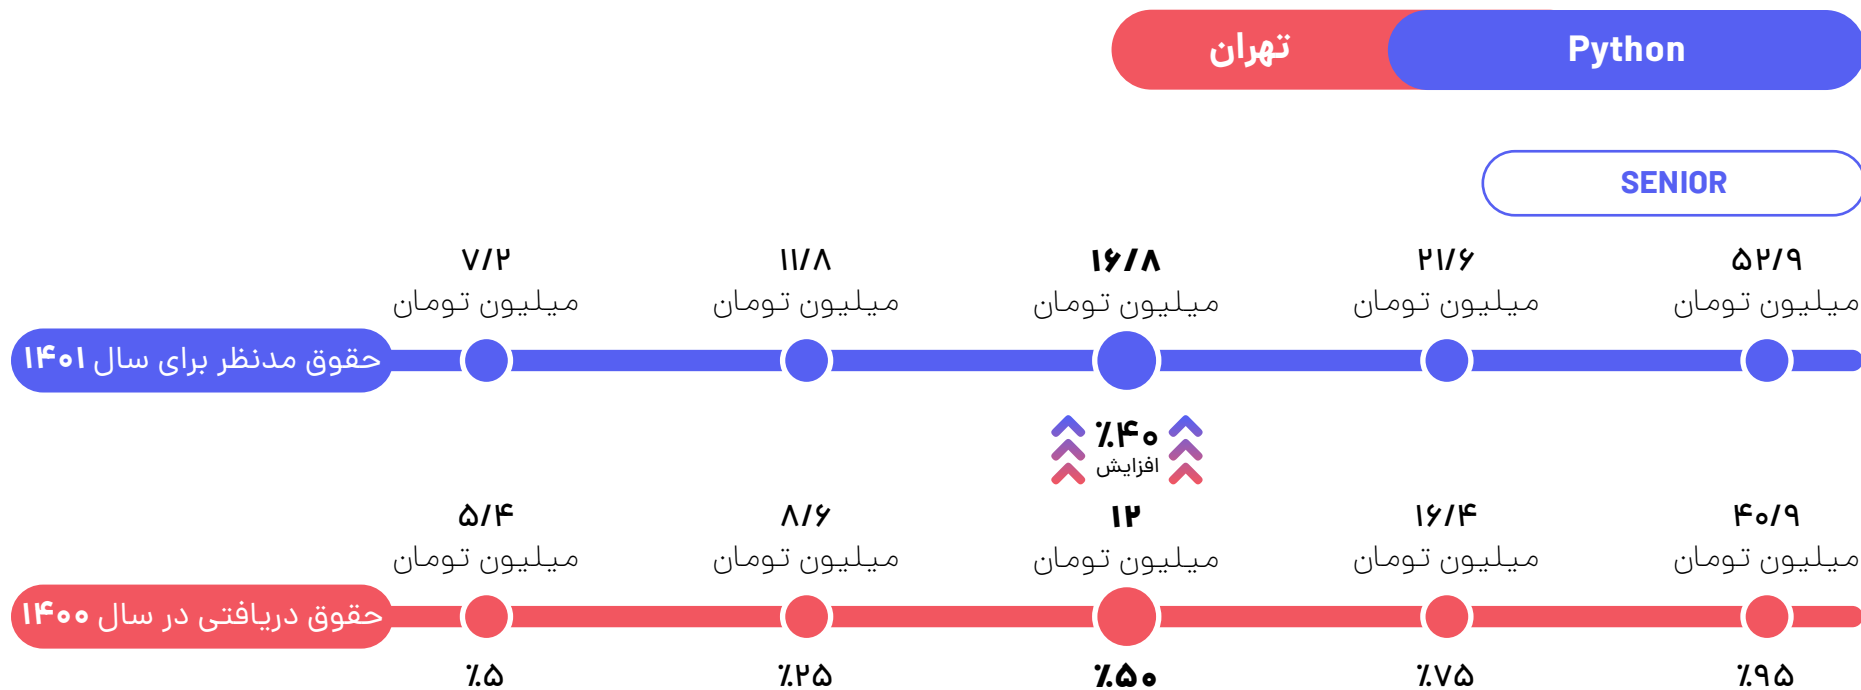 Python
تهران
SENIOR
۷/۲
میلیون تومان
۱۱/۸
میلیون تومان
۱۶/۸
میلیون تومان
۲۱/۶
میلیون تومان
۵۲/۹
میلیون تومان
حقوق مدنظر برای سال ۱۴۰۱
٪۴۰
افزایش
۵/۴
میلیون تومان
۸/۶
میلیون تومان
۱۲
میلیون تومان
۱۶/۴
میلیون تومان
۴۰/۹
میلیون تومان
حقوق دریافتی در سال ۱۴۰۰
٪۵
٪۲۵
٪۵۰
٪۷۵
٪۹۵